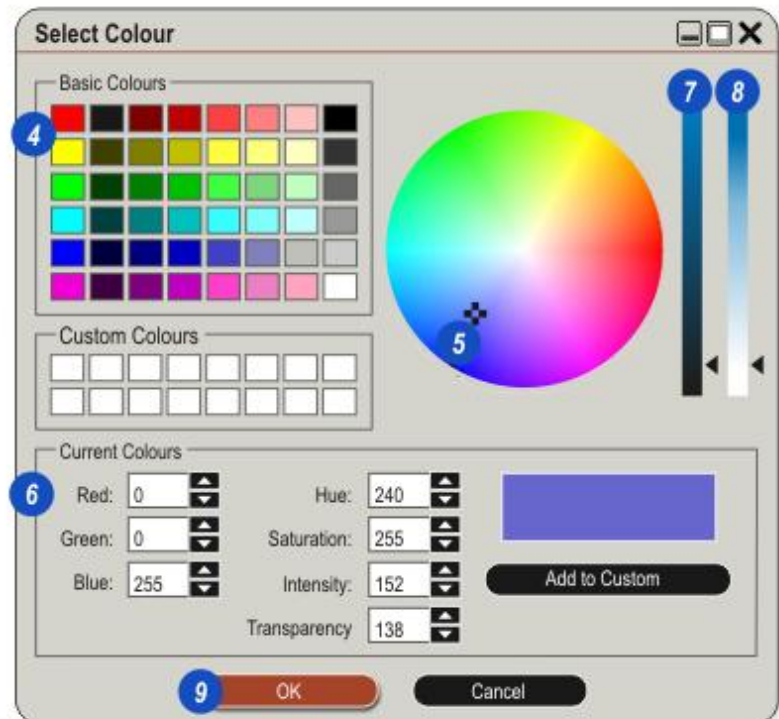 Select Colour
Basic Colours
7 8
4
Custom Colours
5
Current Colours
6 Red: 0 Hue: 240
Green: 0 Saturation: 255
Blue: 255 Intensity: 152 Add to Custom
Transparency 138
9 OK Cancel